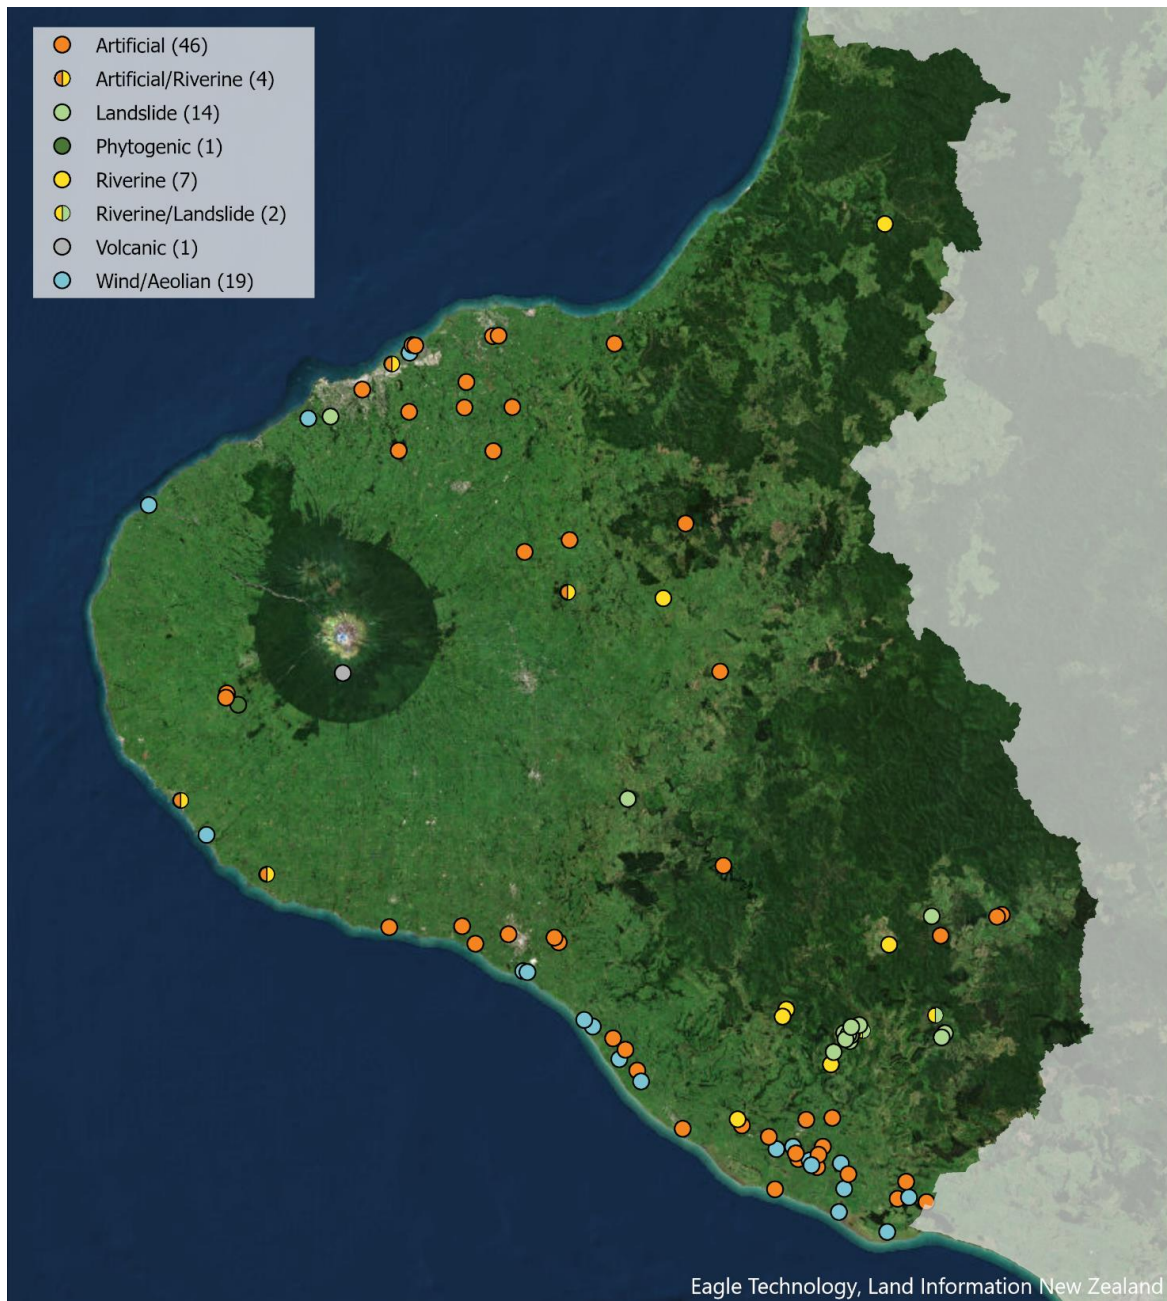 Artificial (46)
Artificial/Riverine (4)
Landslide (14)
Phytogenic (1)
Riverine (7)
Riverine/Landslide (2)
Volcanic (1)
Wind/Aeolian (19)
Eagle Technology, Land Information New Zealand